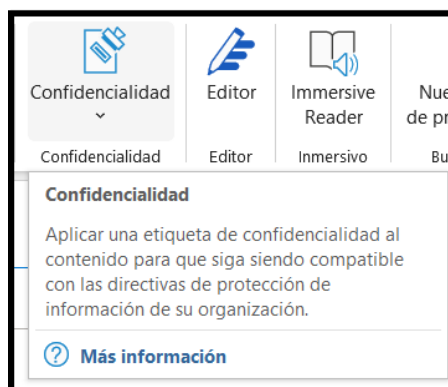 Confidencialidad
Editor
Immersive
Reader
Confidencialidad
Editor
Inmersivo
Confidencialidad
Aplicar una etiqueta de confidencialidad al
contenido para que siga siendo compatible
con las directivas de protección de
información de su organización.
Más información